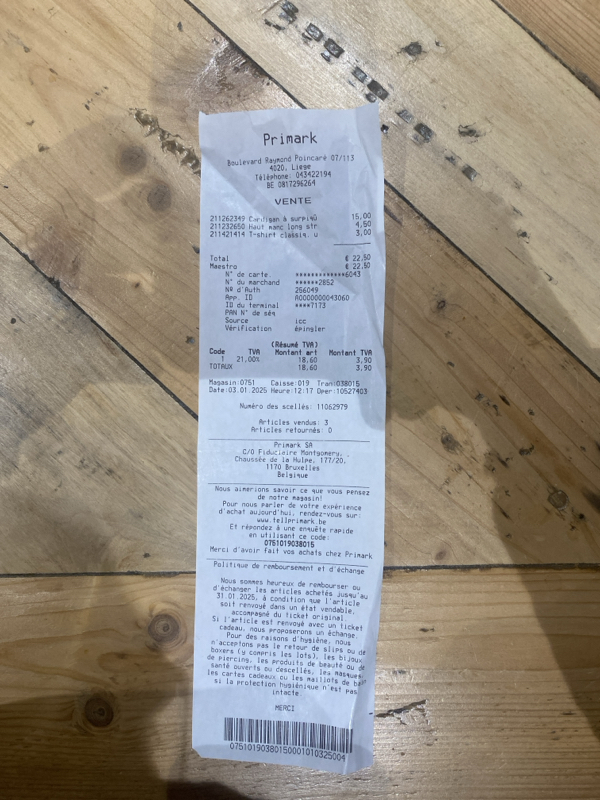 Primark
Boulevard Raymond Poincaré 07/113
4020, Liege
Téléphone: 043422194
BE 0817296264
VENTE
211262349 Cardigan à surpiqû 15,00
211232650 Haut manc long str 4,50
211421414 T-shirt classiq. u 3,00
Total € 22,50
Maestro € 22,50
N° de carte. ************6043
N° du marchand ******2852
Nº d'Auth 256049
App. ID A0000000043060
ID du terminal ****7173
PAN N° de séq
Source icc
Vérification épingler
(Résumé TVA)
Code TVA Montant art Montant TVA
1 21,00% 18,60 3,90
TOTAUX 18,60 3,90
Magasin:0751 Caisse:019 Tran:038015
Date:03.01.2025 Heure:12:17 Oper:10527403
Numéro des scellés: 11062979
Articles vendus: 3
Articles retournés: 0
Primark SA
C/O Fiduciaire Montgomery, .
Chaussée de la Hulpe, 177/20,
1170 Bruxelles
Belgique
Nous aimerions savoir ce que vous pensez
de notre magasin!
Pour nous parler de votre expérience
d'achat aujourd'hui, rendez-vous sur:
www.tellprimark.be
Et répondez à une enquête rapide
en utilisant ce code:
0751019038015
Merci d'avoir fait vos achats chez Primark
Politique de remboursement et d'échange
Nous sommes heureux de rembourser ou
d'échanger les articles achetés jusqu'au
31.01.2025, à condition que l'article
soit renvoyé dans un état vendable,
accompagné du ticket original.
Si l'article est renvoyé avec un ticket
cadeau, nous proposerons un échange.
Pour des raisons d'hygiène, nous
n'acceptons pas le retour de slips ou de
boxers (y compris les lots), les bijoux
de piercing, les produits de beauté ou de
santé ouverts ou descellés, les masques,
les cartes cadeaux ou les maillots de bain
si la protection hygiénique n'est pas
intacte.
MERCI
07510190380150001010325004